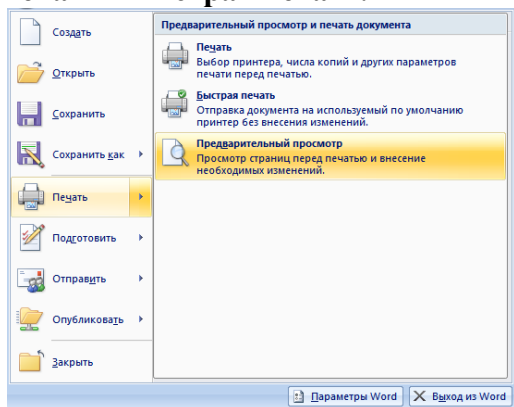 Создать
Открыть
Сохранить
Сохранить как
Печать
Подготовить
Отправить
Опубликовать
Закрыть
Предварительный просмотр и печать документа
Печать
Выбор принтера, числа копий и других параметров
печати перед печатью.
Быстрая печать
Отправка документа на используемый по умолчанию
принтер без внесения изменений.
Предварительный просмотр
Просмотр страниц перед печатью и внесение
необходимых изменений.
Параметры Word
Выход из Word